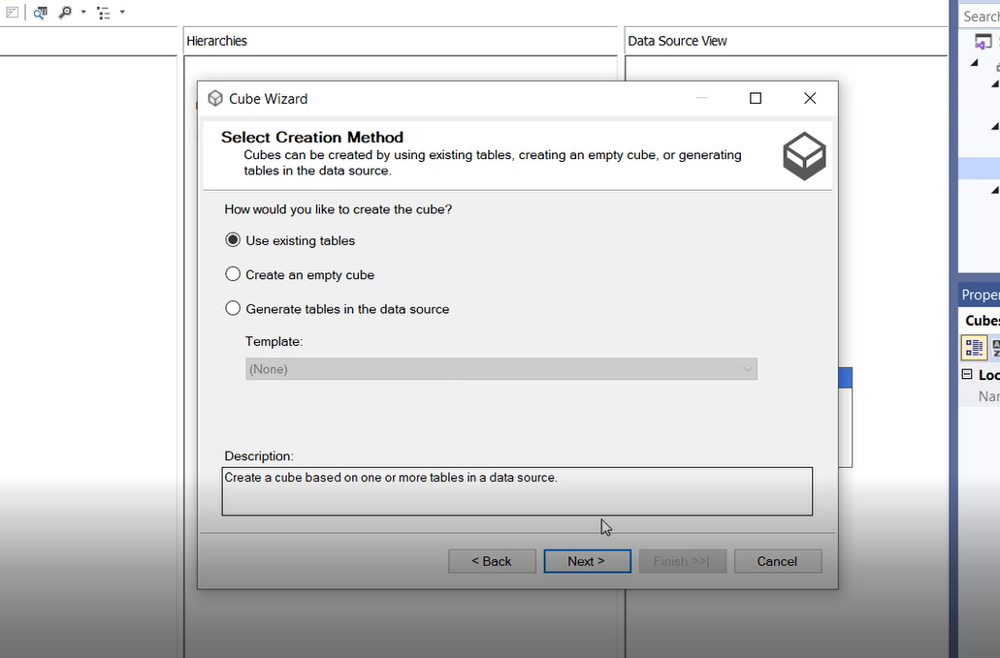 Hierarchies
Data Source View
Search
Cube Wizard
Select Creation Method
Cubes can be created by using existing tables, creating an empty cube, or generating
tables in the data source.
How would you like to create the cube?
Use existing tables
Create an empty cube
Generate tables in the data source
Template:
(None)
Description:
Create a cube based on one or more tables in a data source.
< Back
Next >
Finish >>|
Cancel
Proper
Cubes
Loc
Nar